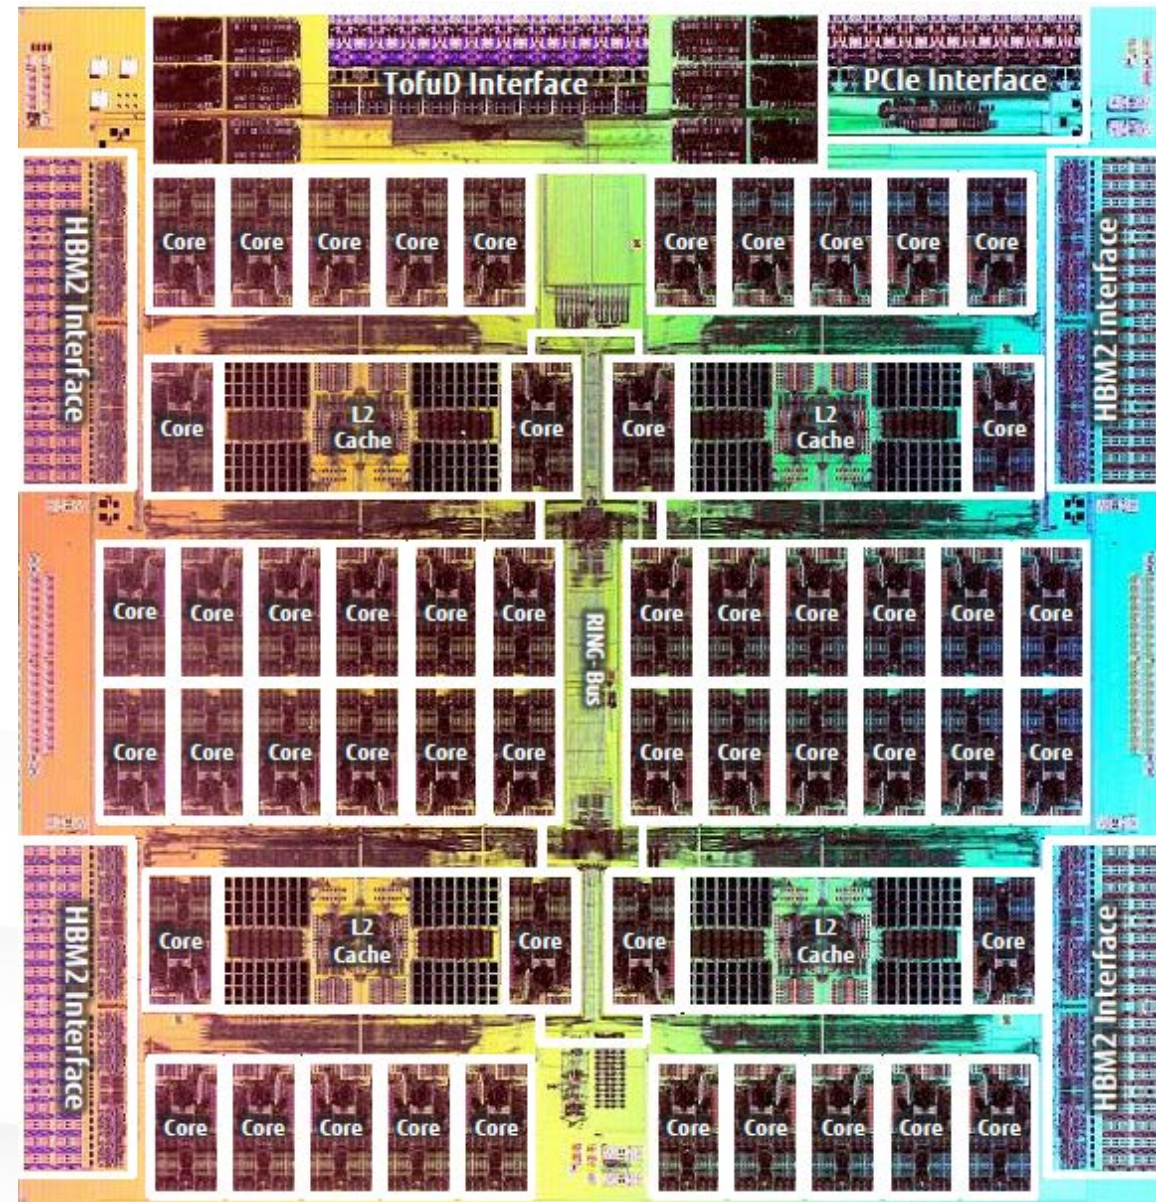 TofuD Interface
PCIe Interface
HBM2 Interface
HBM2 interface
Core Core Core Core Core Core Core Core Core Core
Core L2 Cache Core Core L2 Cache Core
Core Core Core Core Core Core Core Core Core Core Core Core
RING-Bus
Core Core Core Core Core Core Core Core Core Core Core Core
HBM2 Interface
HBM2 Interface
Core L2 Cache Core Core L2 Cache Core
Core Core Core Core Core Core Core Core Core Core